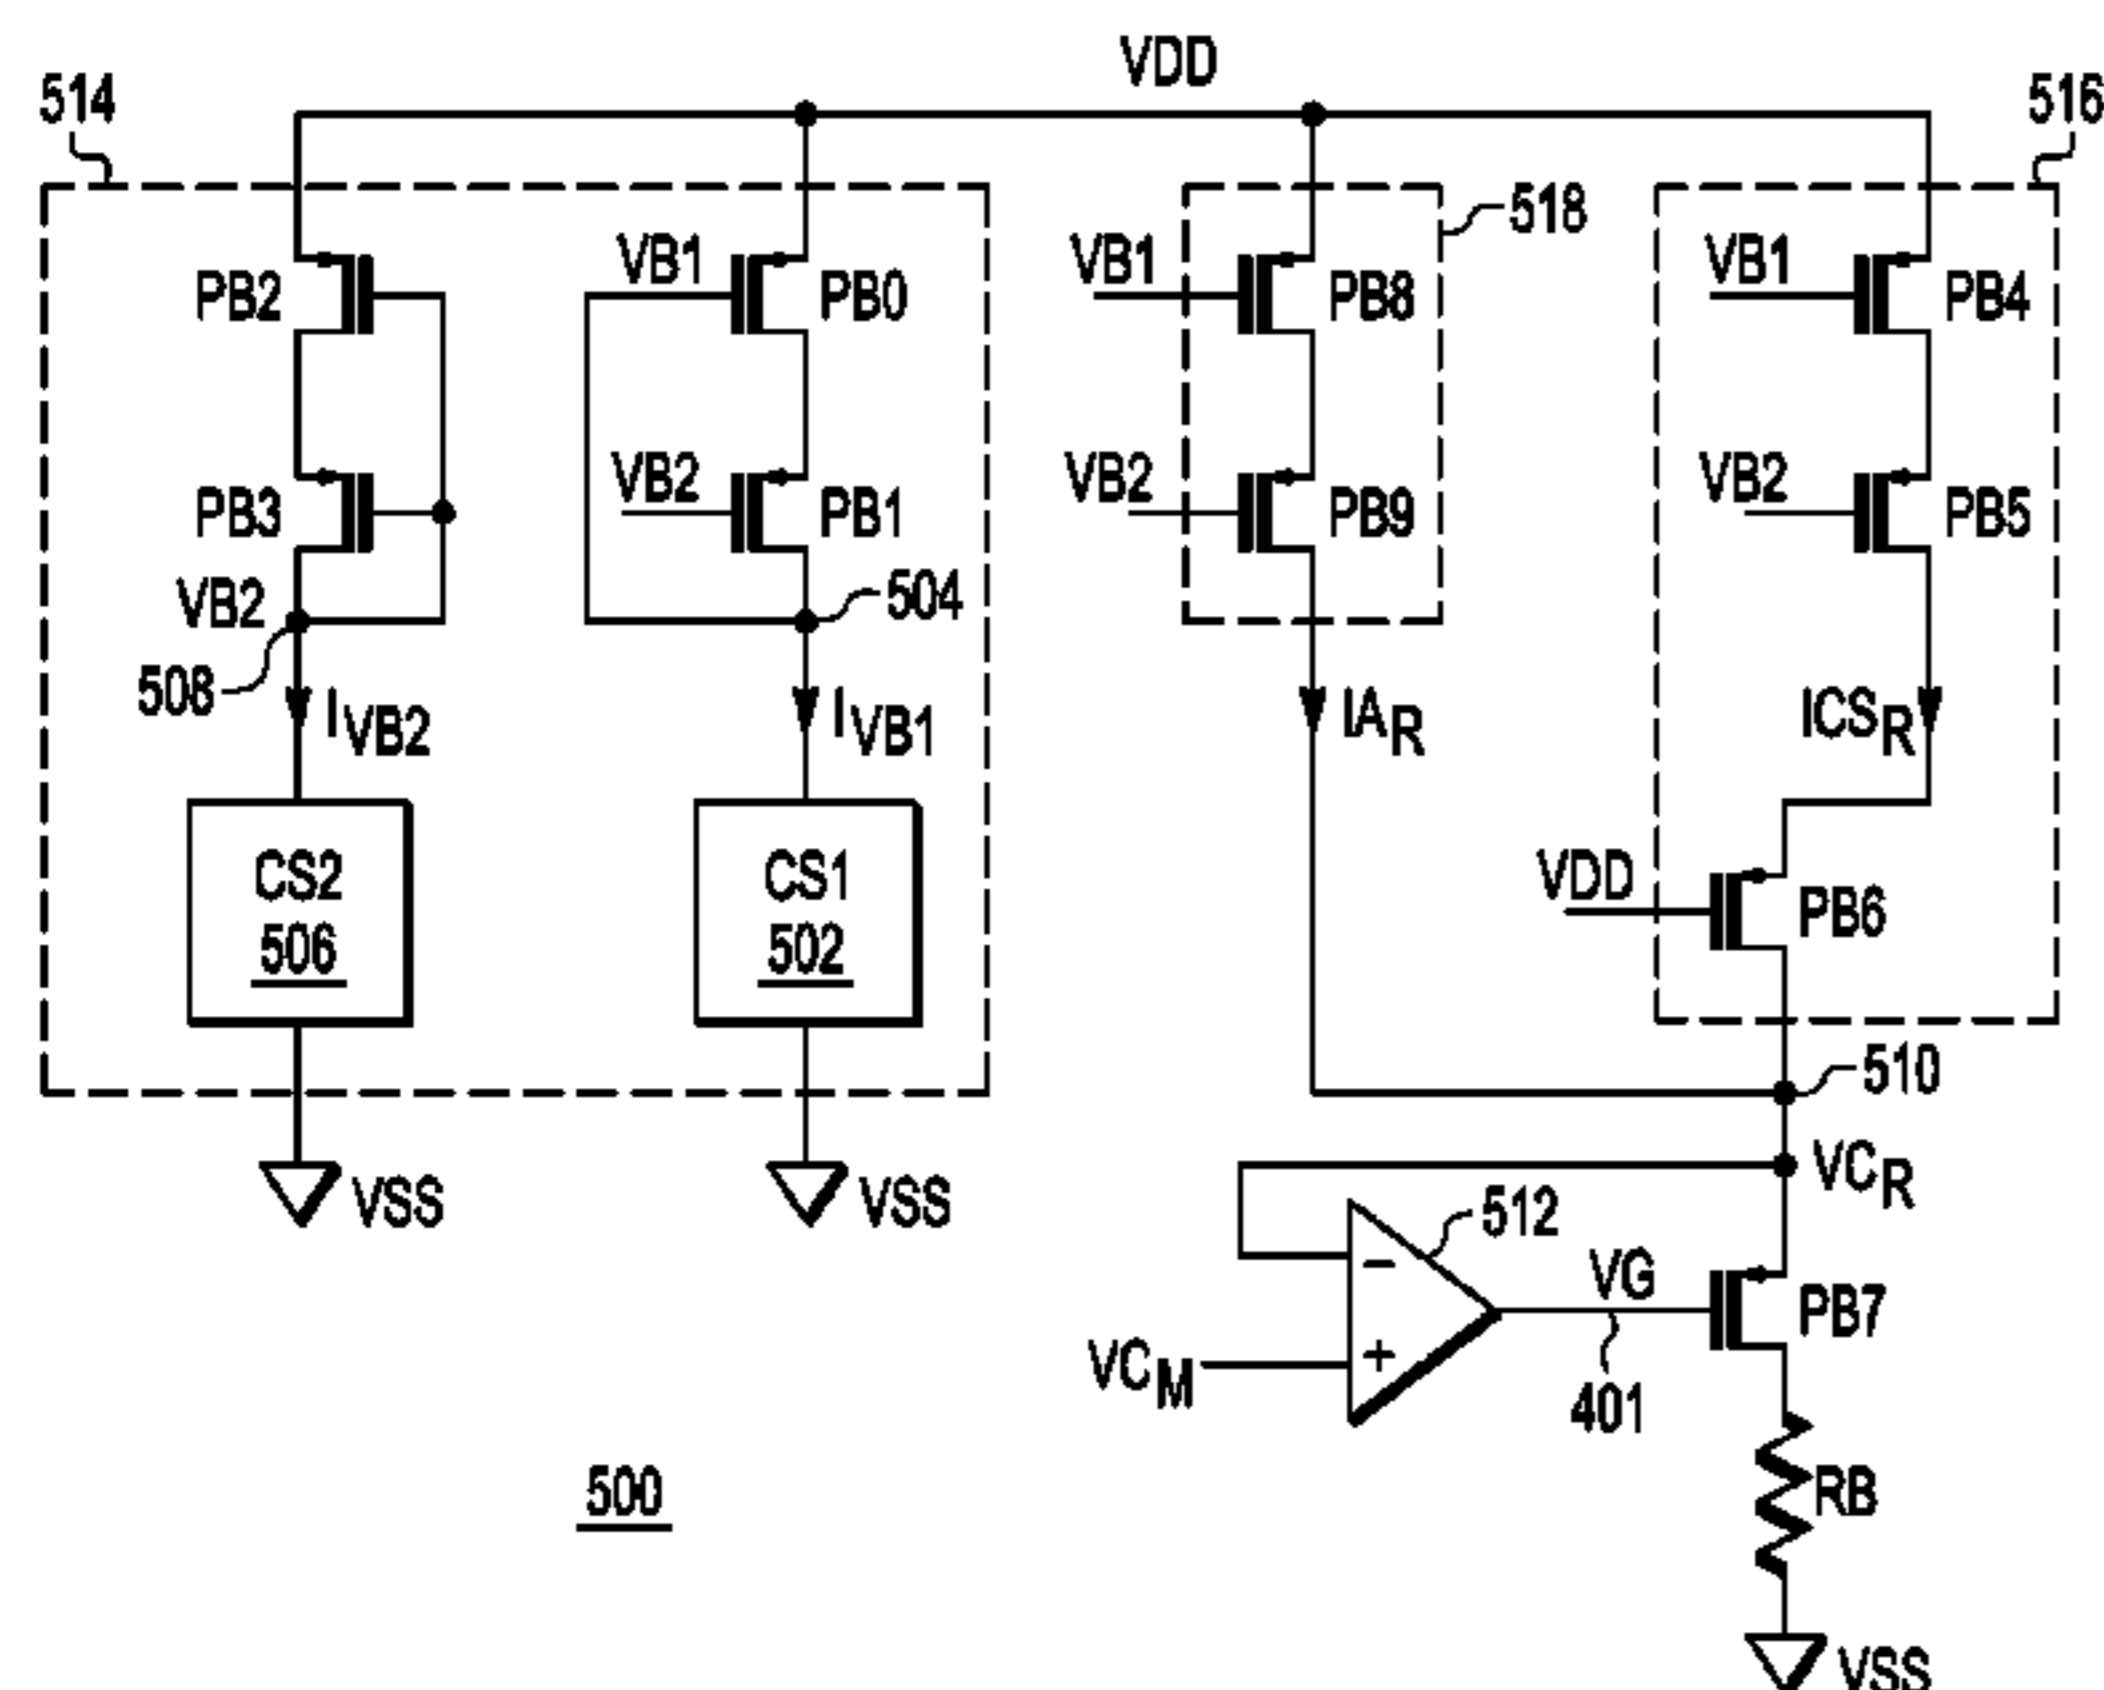 VDD
514
516
518
PB2
VB1
PB0
VB1
PB8
VB1
PB4
PB3
VB2
PB1
VB2
PB9
VB2
PB5
VB2
504
508
IVB2
IVB1
IAR
ICSR
CS2
506
CS1
502
VDD
PB6
510
VSS
VSS
VCR
512
-
+
VCM
VG
401
PB7
RB
500
VSS